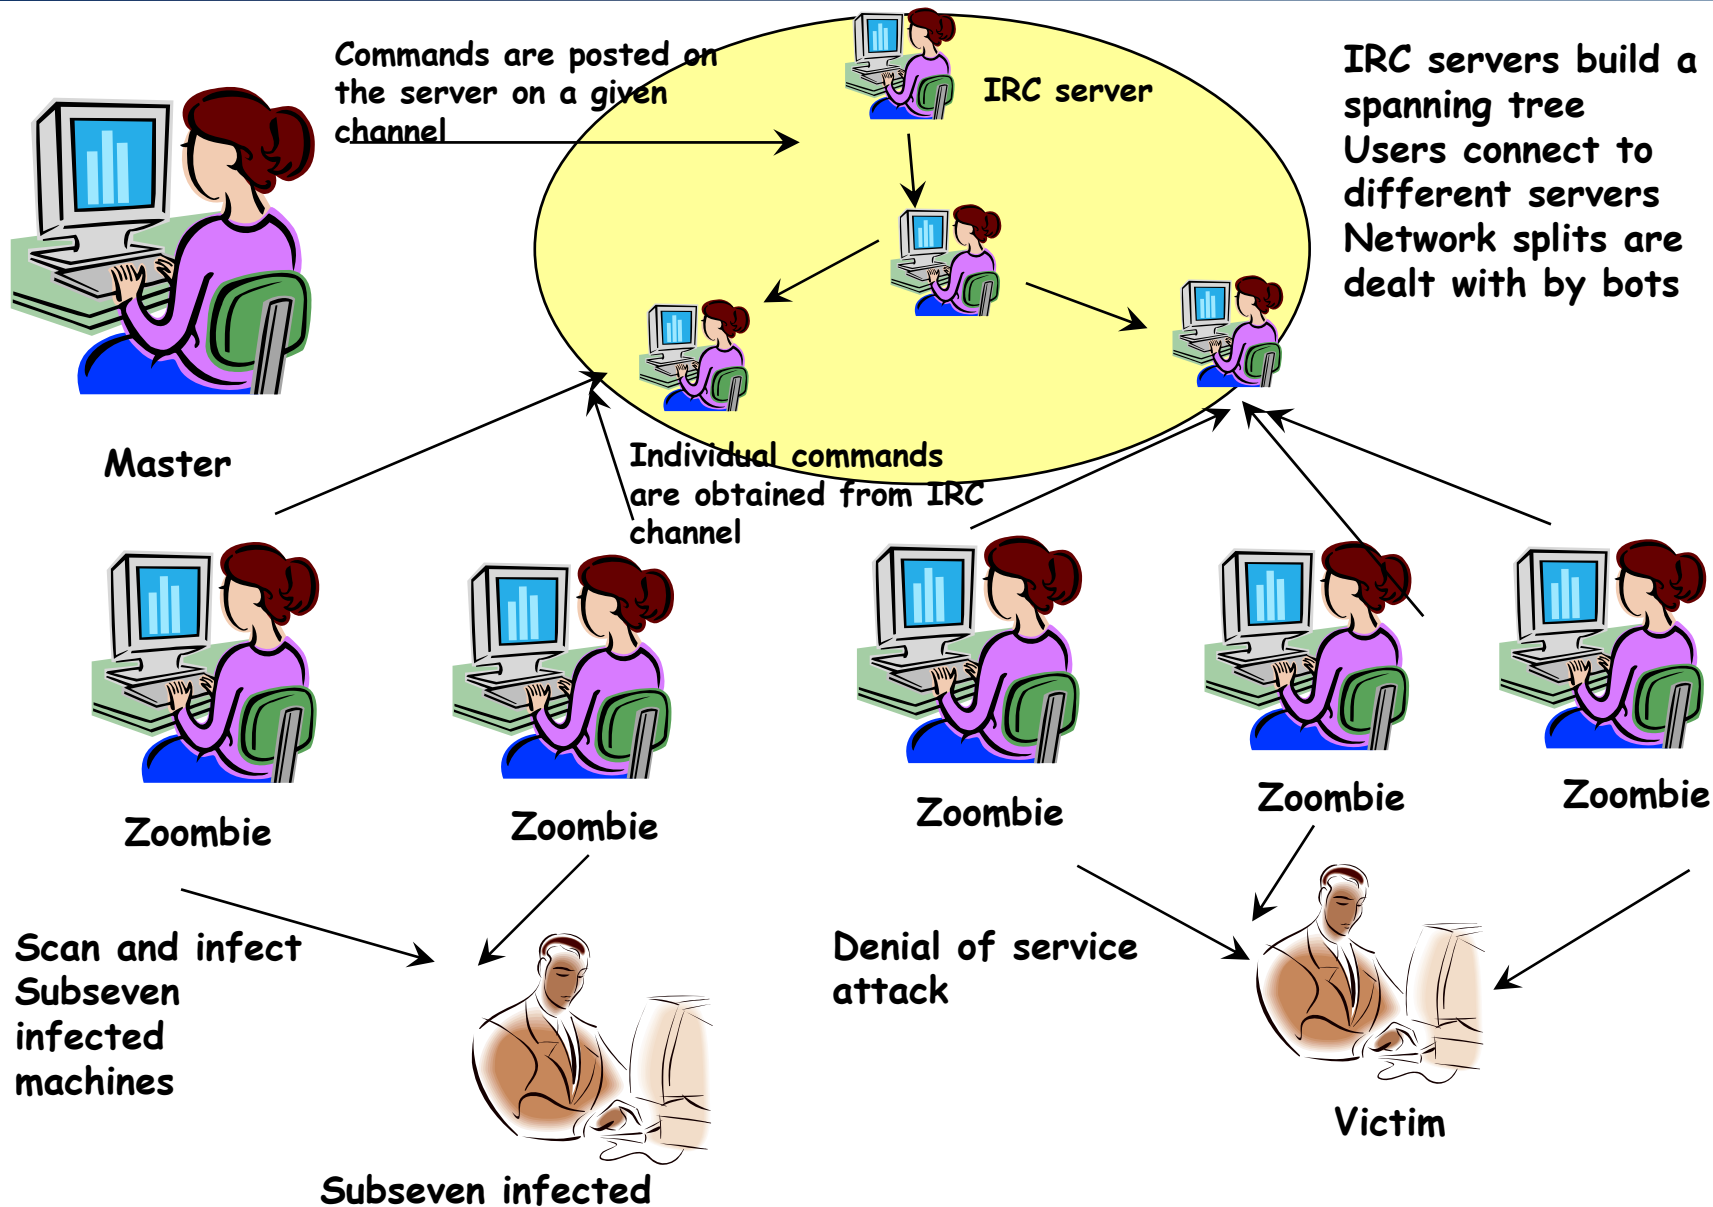 Commands are posted on
the server on a given
channel
IRC server
IRC servers build a
spanning tree
Users connect to
different servers
Network splits are
dealt with by bots
Master
Individual commands
are obtained from IRC
channel
Zoombie
Zoombie
Zoombie
Zoombie
Zoombie
Scan and infect
Subseven
infected
machines
Denial of service
attack
Victim
Subseven infected